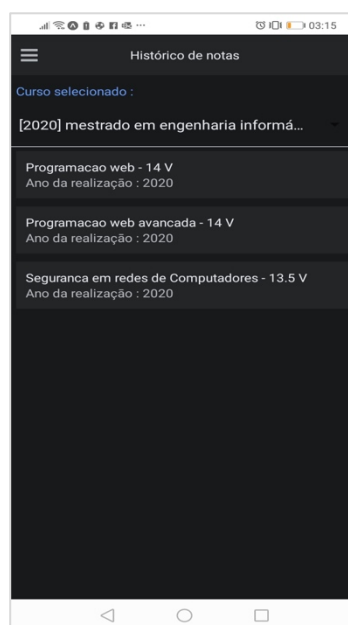 03:15
Histórico de notas
Curso selecionado :
[2020] mestrado em engenharia informá...
Programacao web - 14 V
Ano da realização : 2020
Programacao web avancada - 14 V
Ano da realização : 2020
Seguranca em redes de Computadores - 13.5 V
Ano da realização : 2020